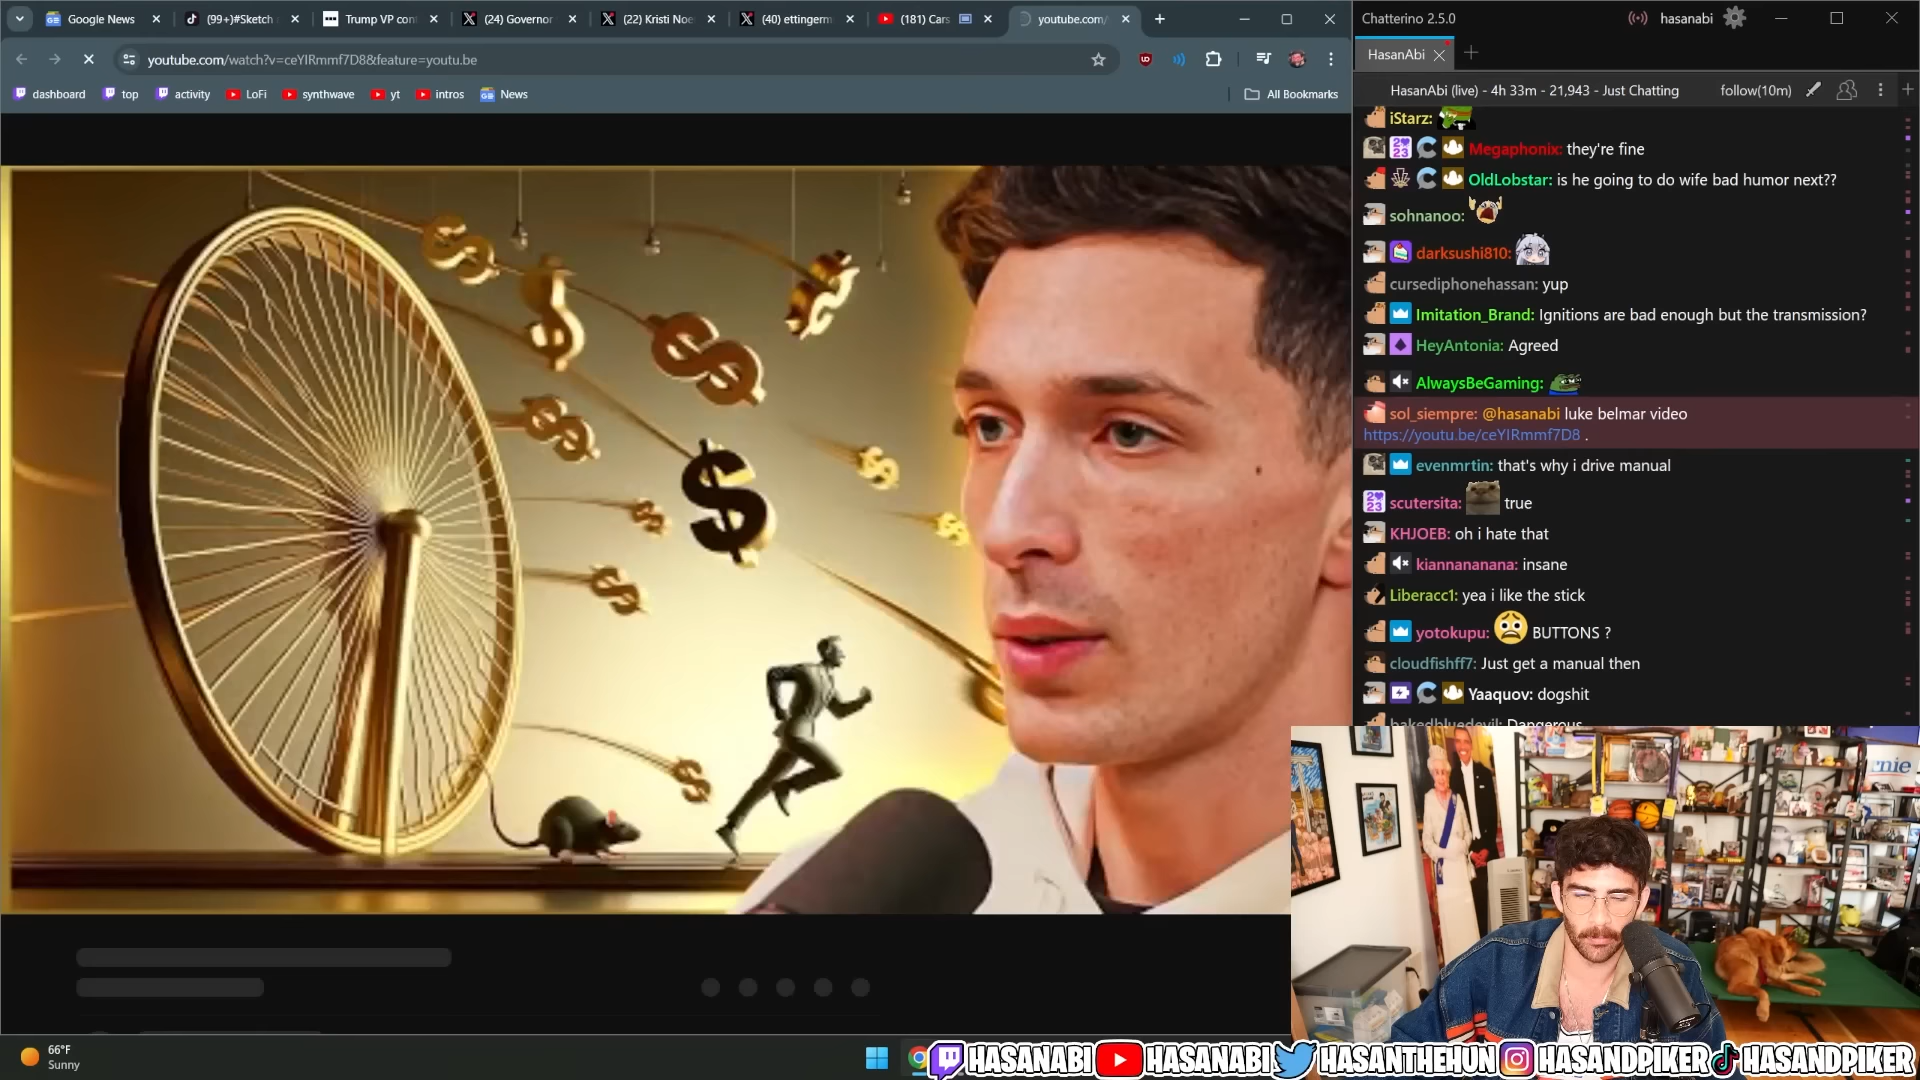 Google News
(99+)#Sketch
Trump VP con
(24) Governor
(22) Kristi Noe
(40) ettingerm
(181) Cars
youtube.com/
youtube.com/watch?v=ceYIRmmf7D8&feature=youtu.be
dashboard
top
activity
LoFi
synthwave
yt
intros
News
All Bookmarks
Chatterino 2.5.0
hasanabi
HasanAbi
HasanAbi (live) - 4h 33m - 21,943 - Just Chatting
follow(10m)
iStarz:
Megaphonix: they're fine
OldLobstar: is he going to do wife bad humor next??
sohnanoo:
darksushi810:
cursediphonehassan: yup
Imitation_Brand: Ignitions are bad enough but the transmission?
HeyAntonia: Agreed
AlwaysBeGaming:
sol_siempre: @hasanabi luke belmar video
https://youtu.be/ceYIRmmf7D8 .
evenmrtin: that's why i drive manual
scutersita: true
KHJOEB: oh i hate that
kiannananana: insane
Liberacc1: yea i like the stick
yotokupu: BUTTONS ?
cloudfishff7: Just get a manual then
Yaaquov: dogshit
bakedbluedevil: Dangerous
66°F
Sunny
HASANABI
HASANABI
HASANTHEHUN
HASANDPIKER
HASANDPIKER